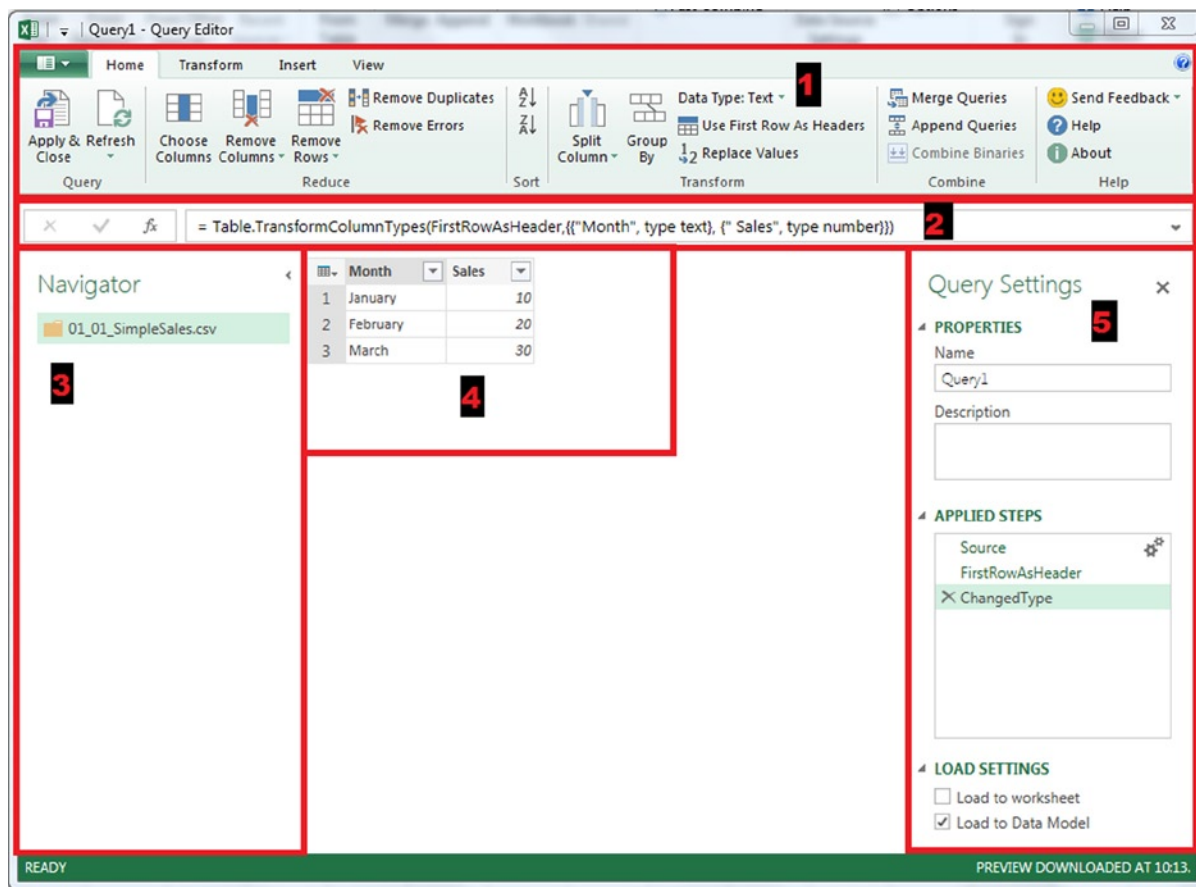 Query1 - Query Editor
Home Transform Insert View
1
Apply & Close
Refresh
Query
Choose Columns
Remove Columns
Remove Rows
Remove Duplicates
Remove Errors
Reduce
A Z
Z A
Sort
Split Column
Group By
Data Type: Text
Use First Row As Headers
1 2 Replace Values
Transform
Merge Queries
Append Queries
Combine Binaries
Combine
Send Feedback
Help
About
Help
fx = Table.TransformColumnTypes(FirstRowAsHeader,{{"Month", type text}, {" Sales", type number}})
2
Navigator
01_01_SimpleSales.csv
3
Month Sales
1 January 10
2 February 20
3 March 30
4
Query Settings
5
PROPERTIES
Name
Query1
Description
APPLIED STEPS
Source
FirstRowAsHeader
ChangedType
LOAD SETTINGS
Load to worksheet
Load to Data Model
READY
PREVIEW DOWNLOADED AT 10:13.